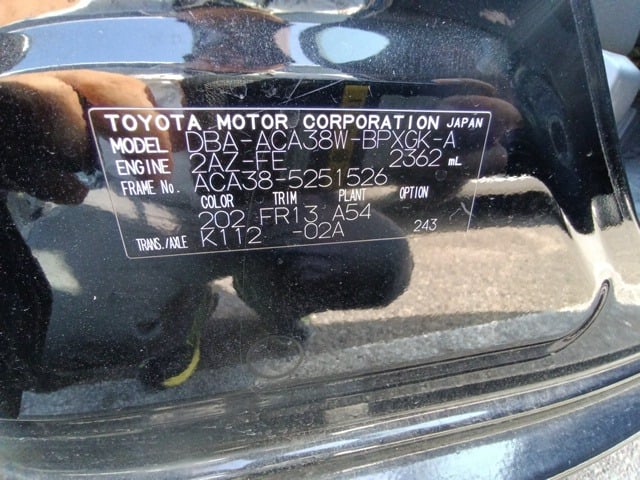 TOYOTA MOTOR CORPORATION JAPAN
MODEL DBA-ACA38W-BPXGK-A
ENGINE 2AZ-FE 2362 mL
FRAME NO. ACA38-5251526
COLOR TRIM PLANT OPTION
202 FR13 A54
TRANS./AXLE K112 -02A 243